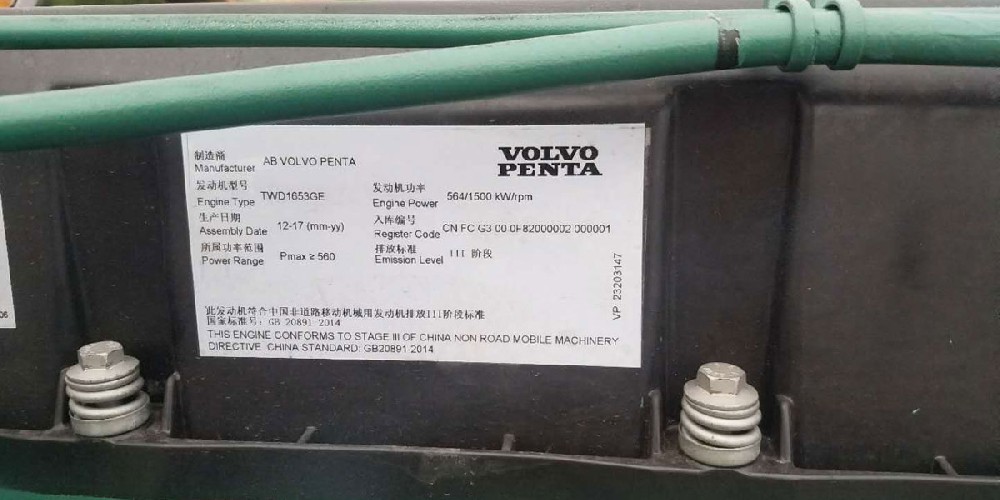 制造商
Manufacturer AB VOLVO PENTA
VOLVO
PENTA
发动机型号
Engine Type TWD1653GE
发动机功率
Engine Power 564/1500 kW/rpm
生产日期
Assembly Date 12-17 (mm-yy)
入库编号
Register Code CN FC G3 00 0F82000002 000001
所属功率范围
Power Range Pmax ≥ 560
排放标准
Emission Level III 阶段
VP 23203147
此发动机符合中国非道路移动机械用发动机排放III阶段标准
国家标准号: GB 20891-2014
THIS ENGINE CONFORMS TO STAGE III OF CHINA NON ROAD MOBILE MACHINERY
DIRECTIVE. CHINA STANDARD: GB20891-2014
06